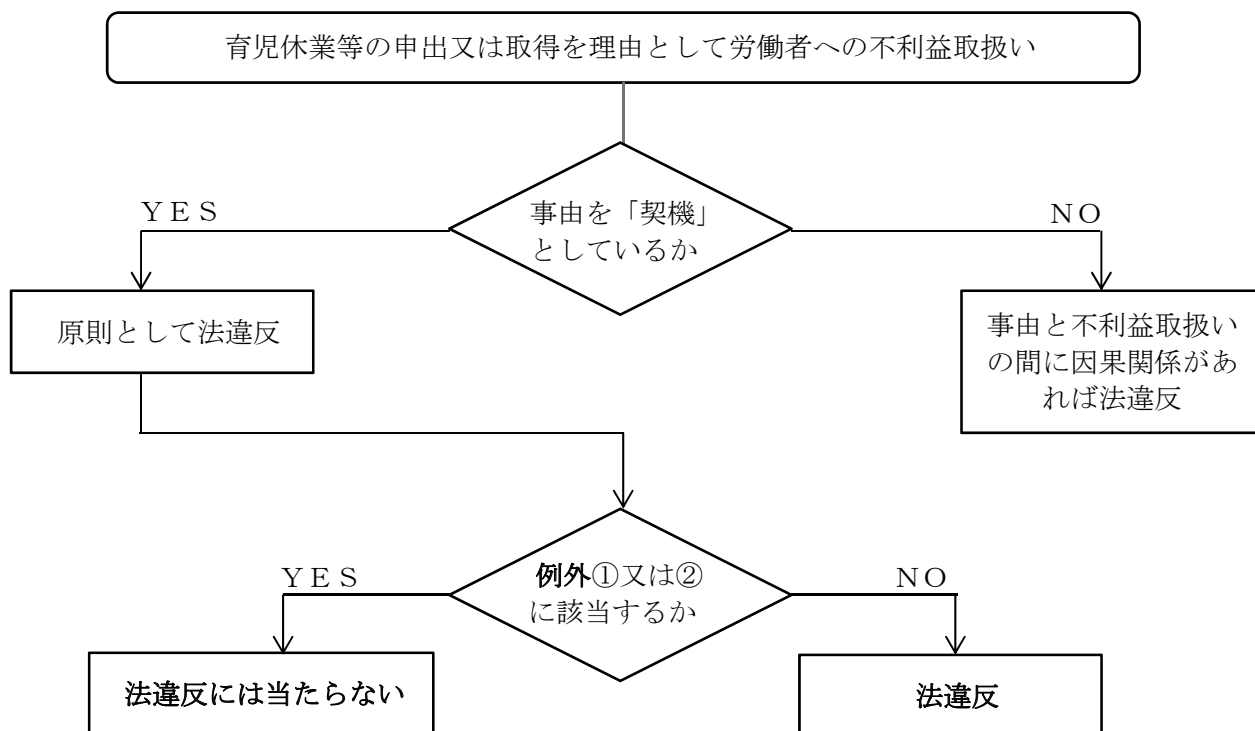 育児休業等の申出又は取得を理由として労働者への不利益取扱い
事由を「契機」
としているか
ＹＥＳ
ＮＯ
原則として法違反
事由と不利益取扱い
の間に因果関係があ
れば法違反
例外①又は②
に該当するか
ＹＥＳ
ＮＯ
法違反には当たらない
法違反